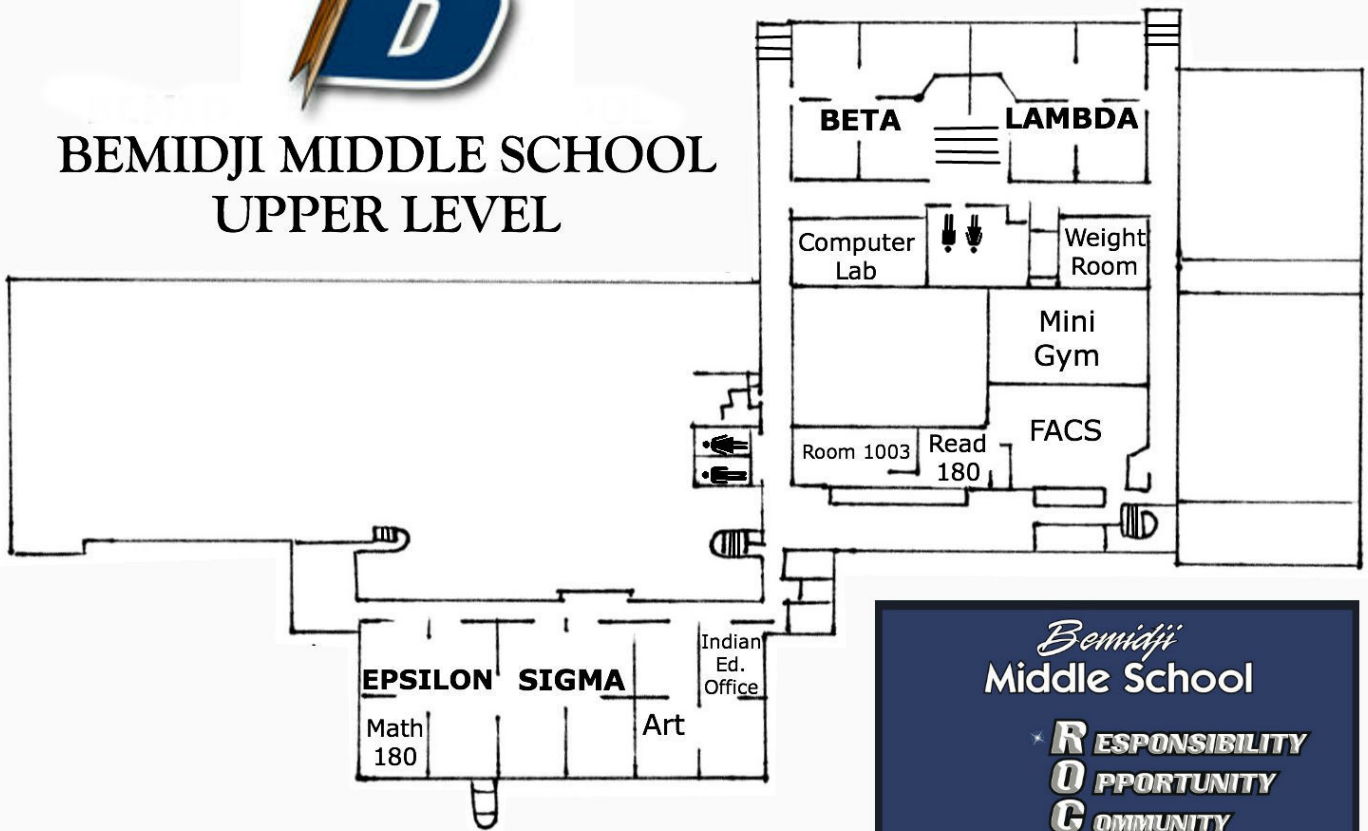 B
BEMIDJI MIDDLE SCHOOL
UPPER LEVEL
BETA
LAMBDA
Computer
Lab
Weight
Room
Mini
Gym
FACS
Room 1003
Read
180
Indian
Ed.
Office
EPSILON
SIGMA
Math
180
Art
Bemidji
Middle School
RESPONSIBILITY
OPPORTUNITY
COMMUNITY